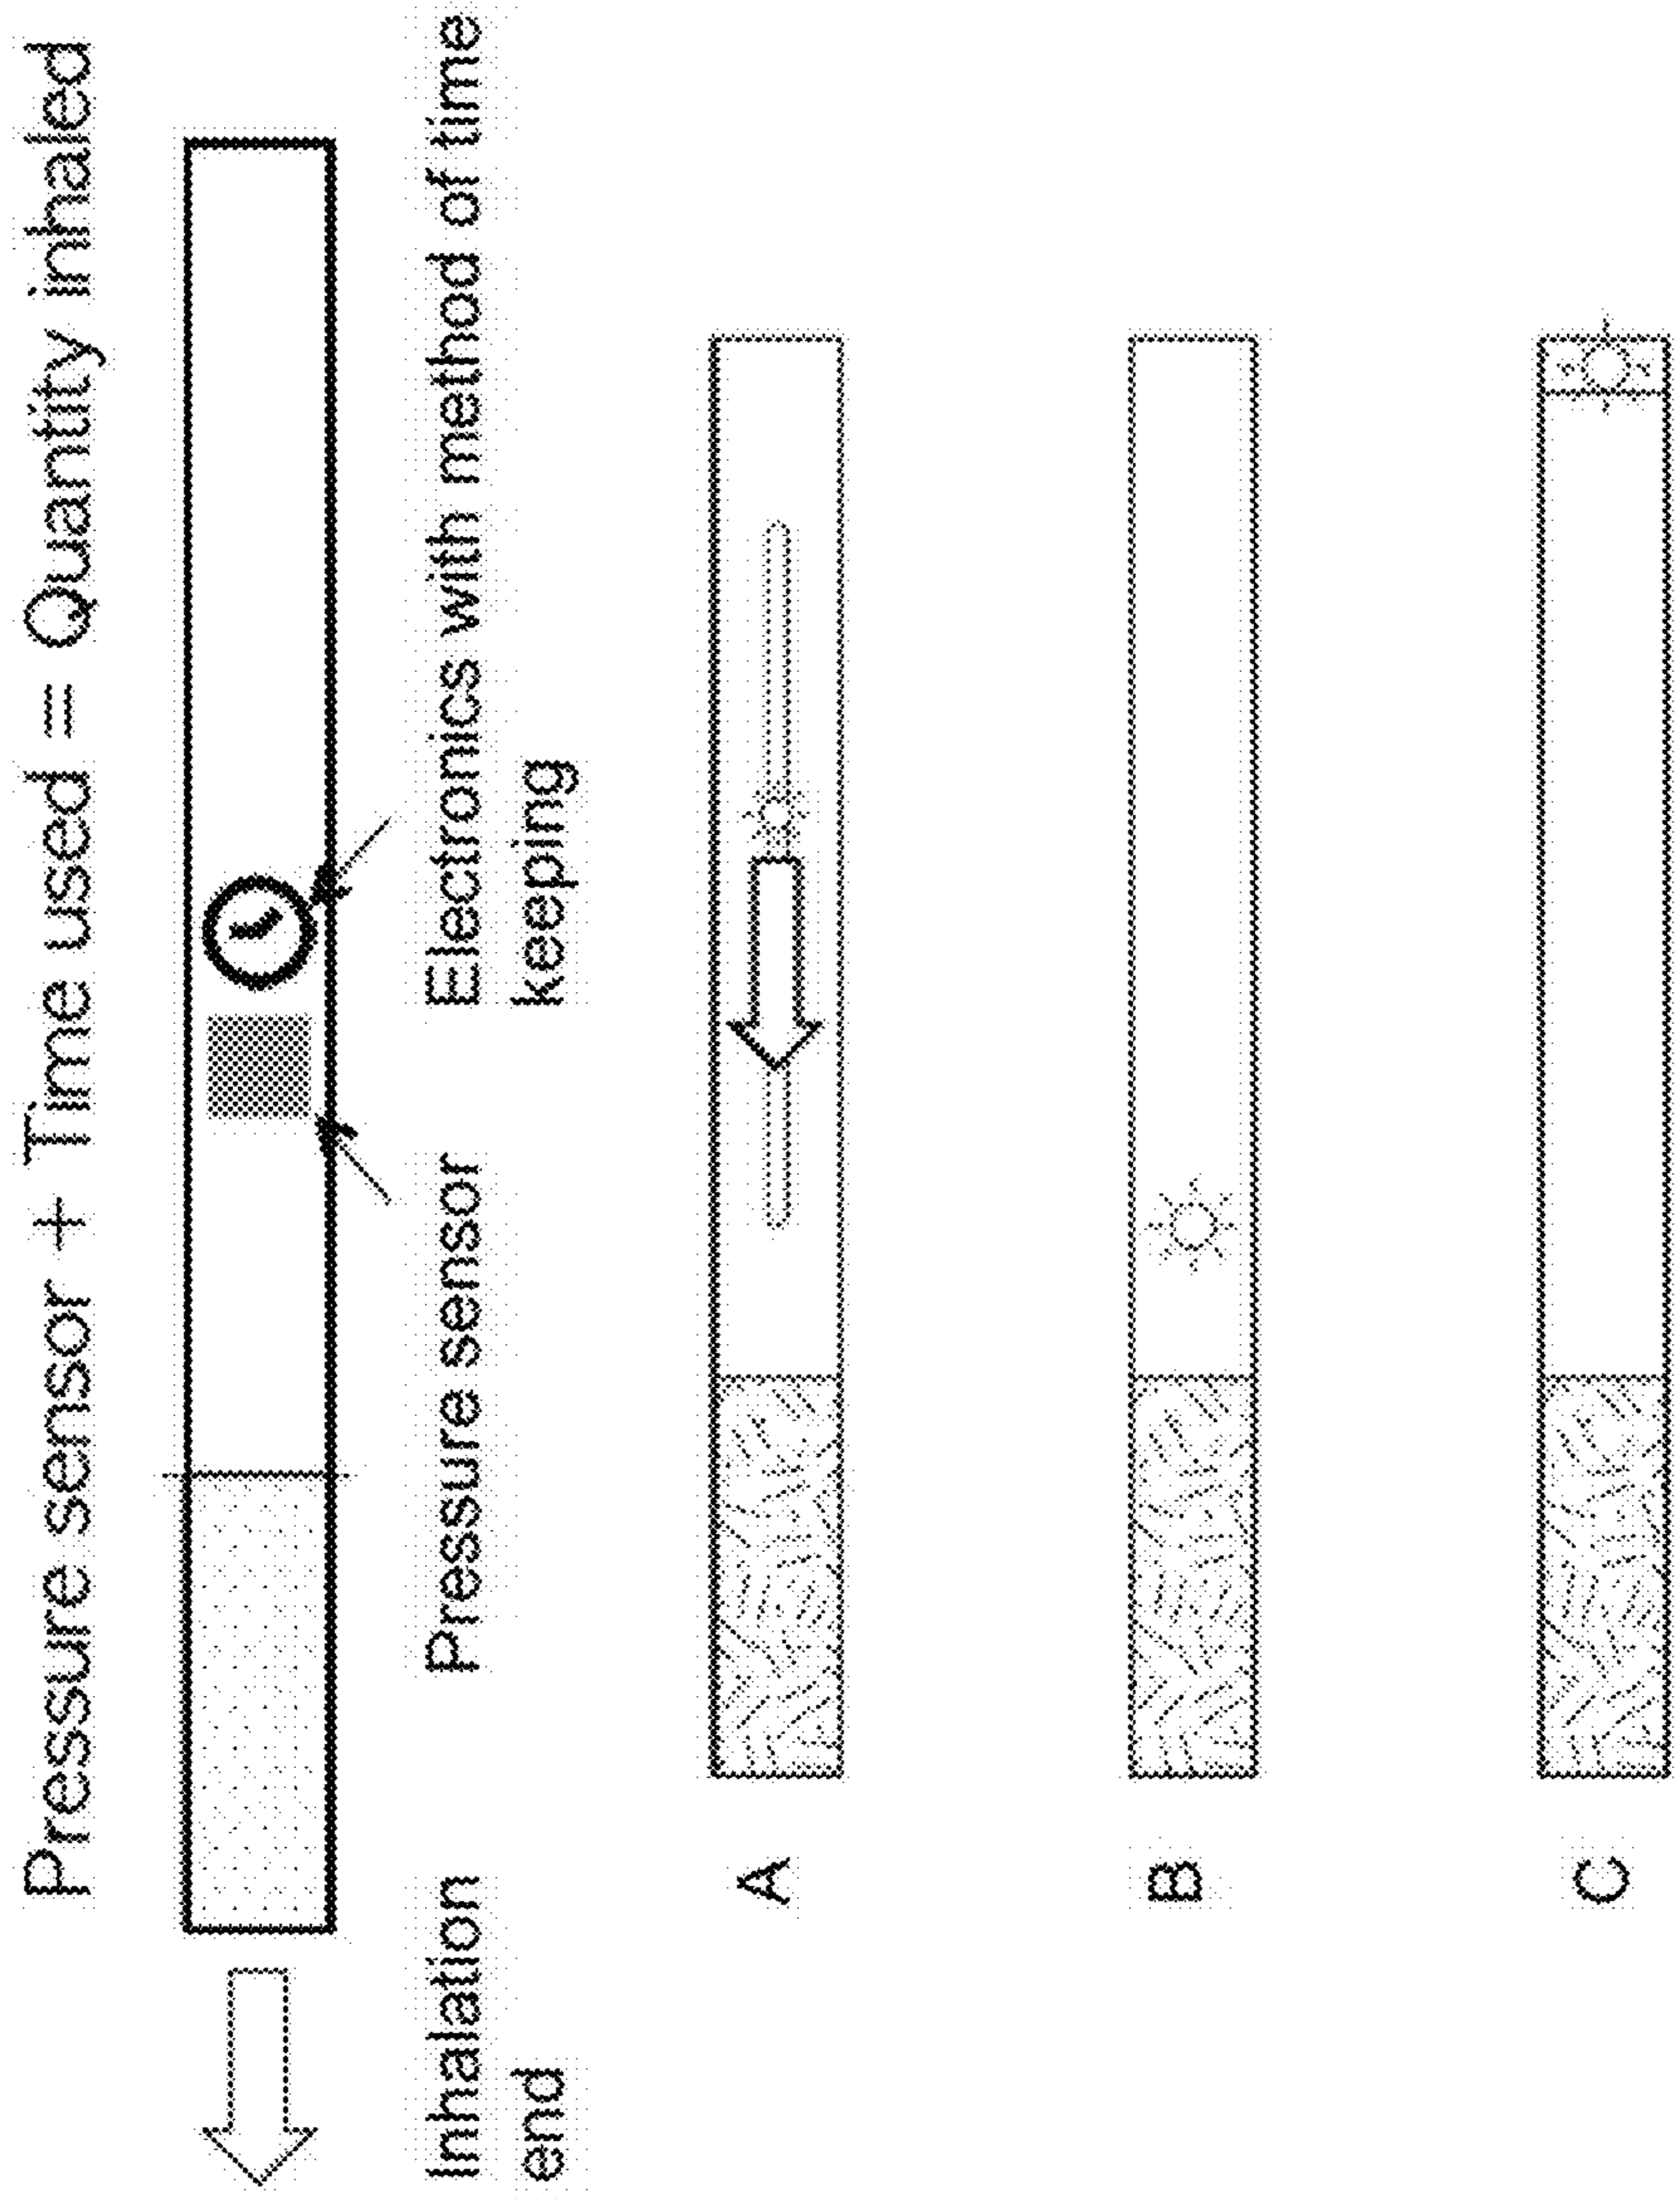 Pressure sensor + Time used = Quantity inhaled
Inhalation
end
Pressure sensor
Electronics with method of time
keeping
A
B
C